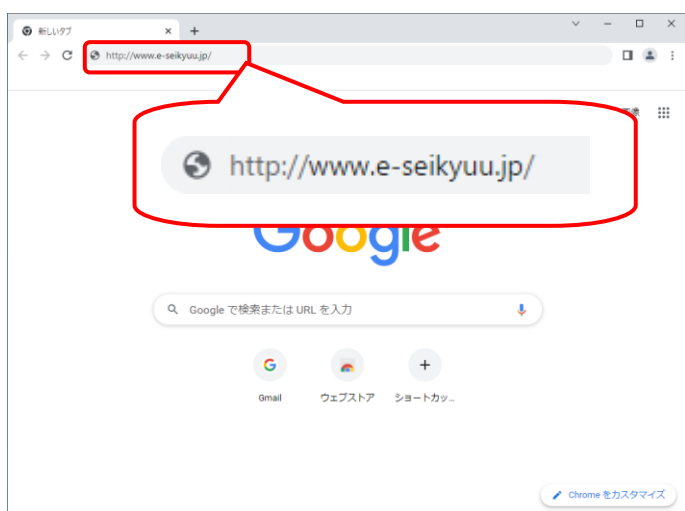 新しいタブ
http://www.e-seikyuu.jp/
画像
http://www.e-seikyuu.jp/
Google
Google で検索または URL を入力
Gmail ウェブストア ショートカッ...
Chrome をカスタマイズ